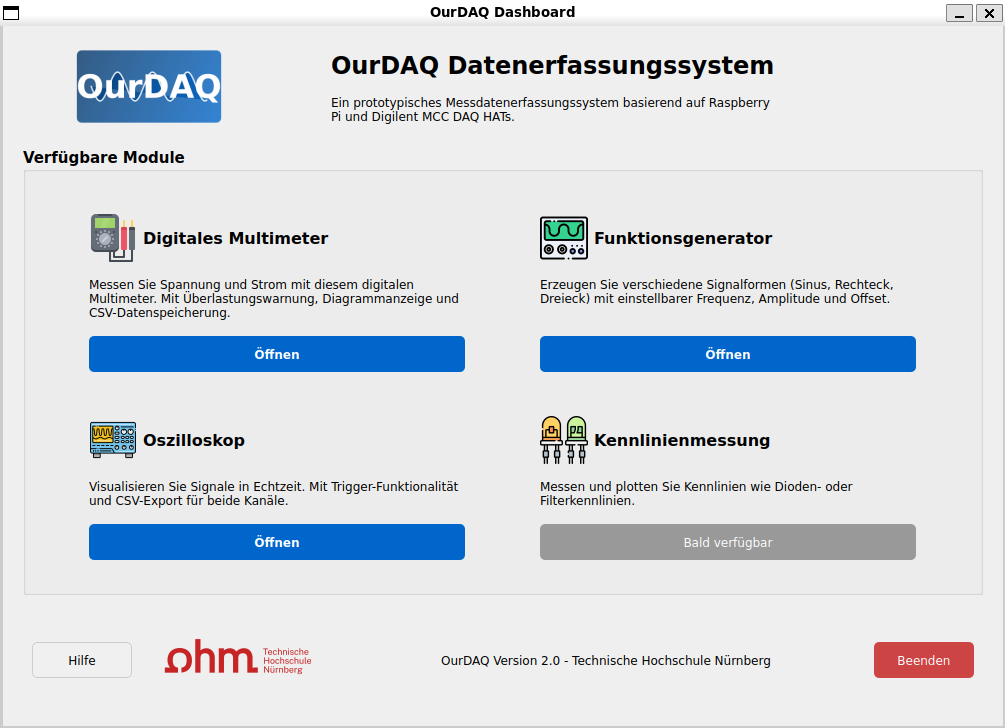 OurDAQ Dashboard
OurDAQ
OurDAQ Datenerfassungssystem
Ein prototypisches Messdatenerfassungssystem basierend auf Raspberry
Pi und Digilent MCC DAQ HATs.
Verfügbare Module
Digitales Multimeter
Messen Sie Spannung und Strom mit diesem digitalen
Multimeter. Mit Überlastungswarnung, Diagrammanzeige und
CSV-Datenspeicherung.
Öffnen
Funktionsgenerator
Erzeugen Sie verschiedene Signalformen (Sinus, Rechteck,
Dreieck) mit einstellbarer Frequenz, Amplitude und Offset.
Öffnen
Oszilloskop
Visualisieren Sie Signale in Echtzeit. Mit Trigger-Funktionalität
und CSV-Export für beide Kanäle.
Öffnen
Kennlinienmessung
Messen und plotten Sie Kennlinien wie Dioden- oder
Filterkennlinien.
Bald verfügbar
Hilfe
ohm
Technische
Hochschule
Nürnberg
OurDAQ Version 2.0 - Technische Hochschule Nürnberg
Beenden